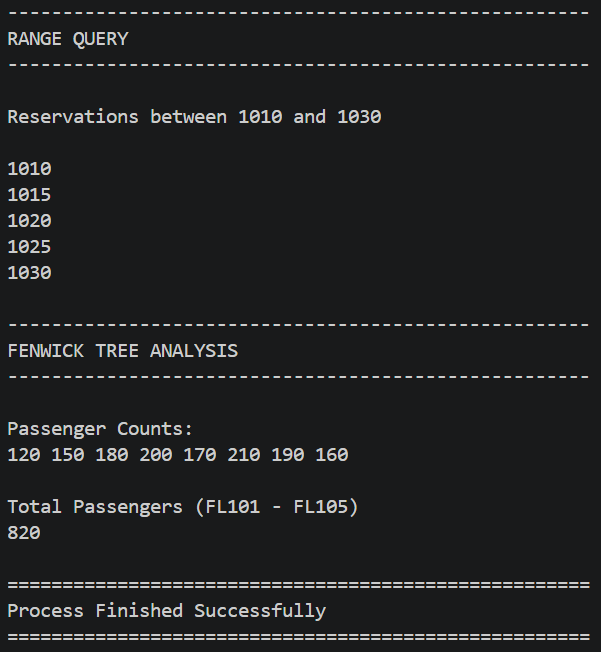 -----------------------------------------------------
RANGE QUERY
-----------------------------------------------------
Reservations between 1010 and 1030
1010
1015
1020
1025
1030
-----------------------------------------------------
FENWICK TREE ANALYSIS
-----------------------------------------------------
Passenger Counts:
120 150 180 200 170 210 190 160
Total Passengers (FL101 - FL105)
820
=====================================================
Process Finished Successfully
=====================================================